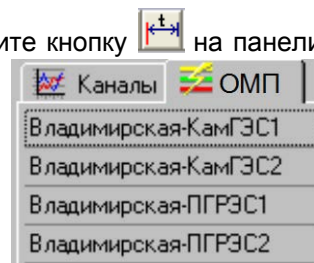 ите кнопку t на панели
Каналы ОМП
Владимирская-КамГЭС1
Владимирская-КамГЭС2
Владимирская-ПГРЭС1
Владимирская-ПГРЭС2